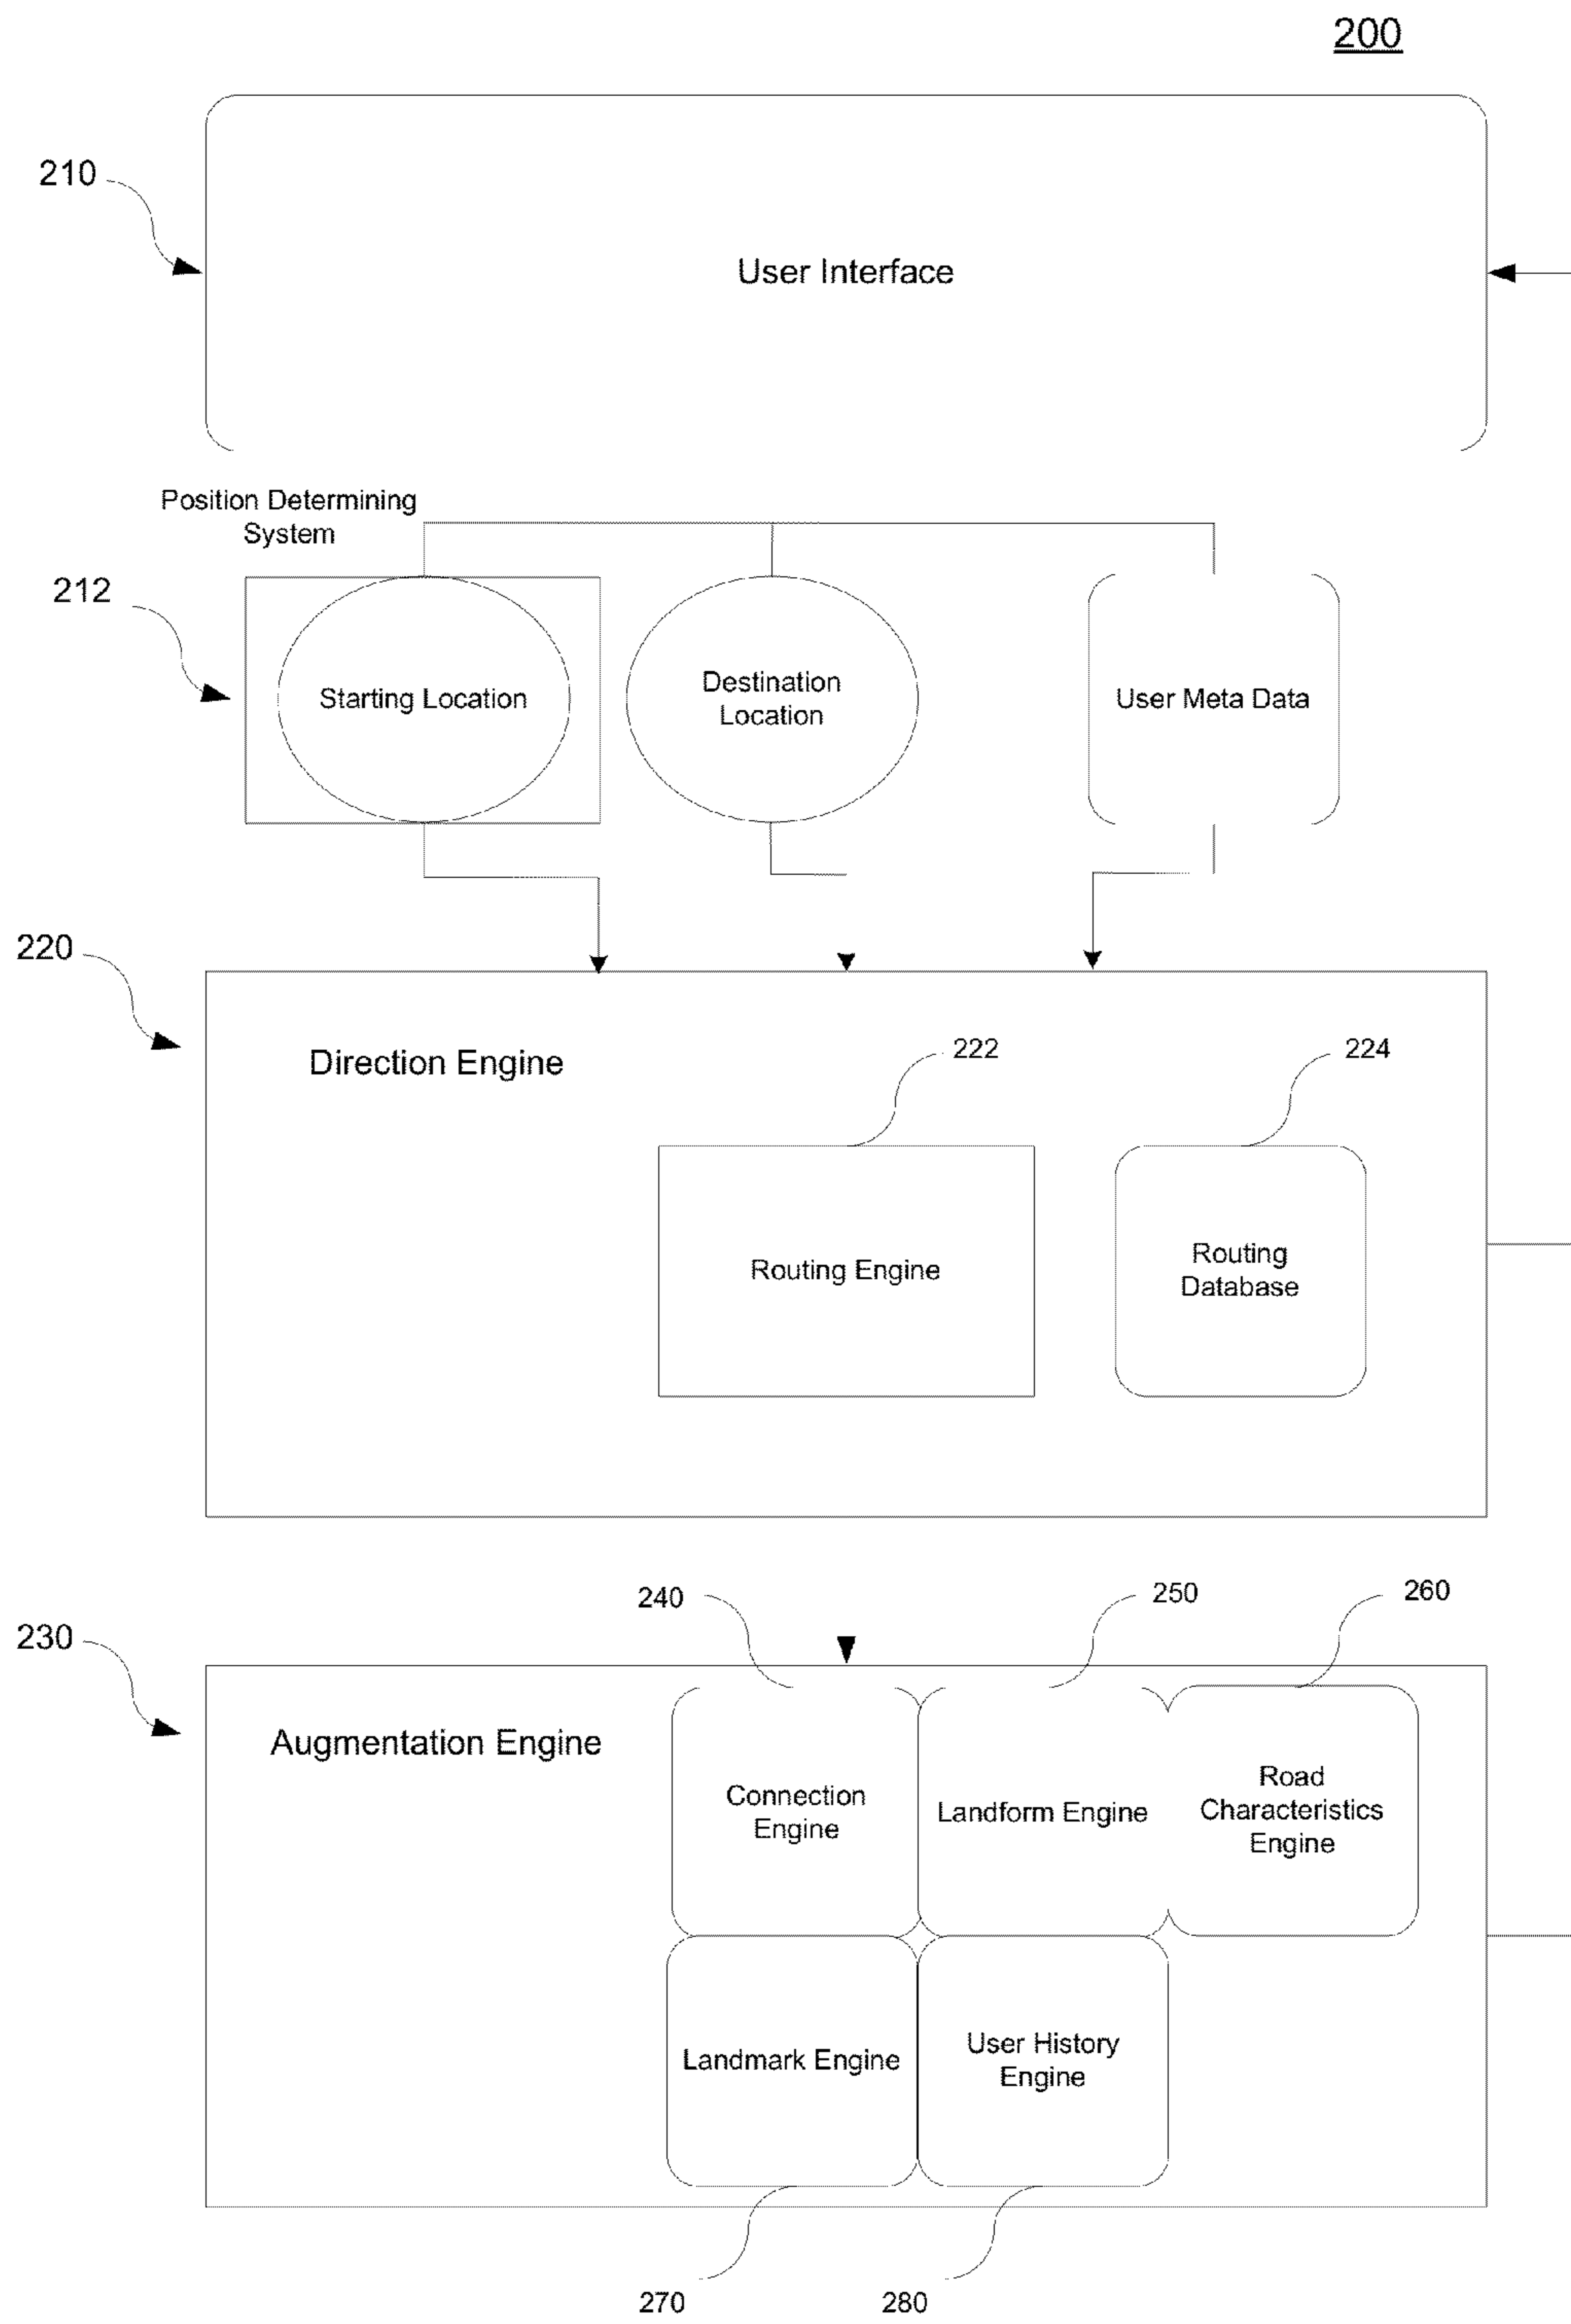 200
210
User Interface
Position Determining
System
212
Starting Location
Destination
Location
User Meta Data
220
Direction Engine
222
224
Routing Engine
Routing
Database
240
250
260
230
Augmentation Engine
Connection
Engine
Landform Engine
Road
Characteristics
Engine
Landmark Engine
User History
Engine
270
280